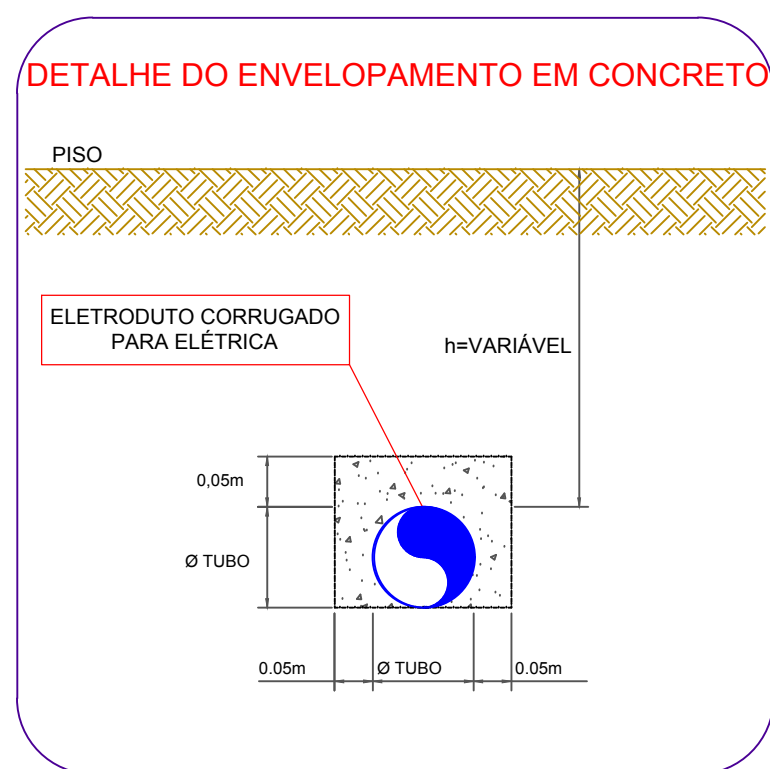 DETALHE DO ENVELOPAMENTO EM CONCRETO
PISO
ELETRODUTO CORRUGADO
PARA ELÉTRICA
h=VARIÁVEL
0,05m
Ø TUBO
0.05m
Ø TUBO
0.05m